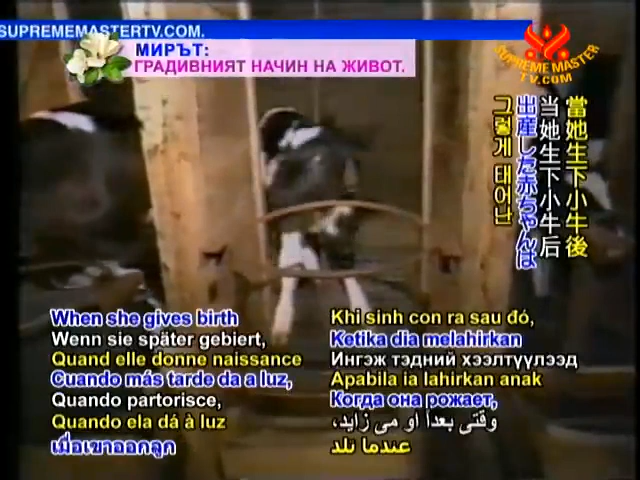 SUPREMEMASTERTV.COM.
МИРЪТ:
ГРАДИВНИЯТ НАЧИН НА ЖИВОТ.
SUPREME MASTER
TV.COM
當她生下小牛後
当她生下小牛后
出産した赤ちゃんは
그렇게 태어난
When she gives birth
Wenn sie später gebiert,
Quand elle donne naissance
Cuando más tarde da a luz,
Quando partorisce,
Quando ela dá à luz
เมื่อเขาออกลูก
Khi sinh con ra sau đó,
Ketika dia melahirkan
Ингэж тэдний хээлтүүлээд
Apabila ia lahirkan anak
Когда она рожает,
وقتی بعداً او می زاید،
عندما تلد